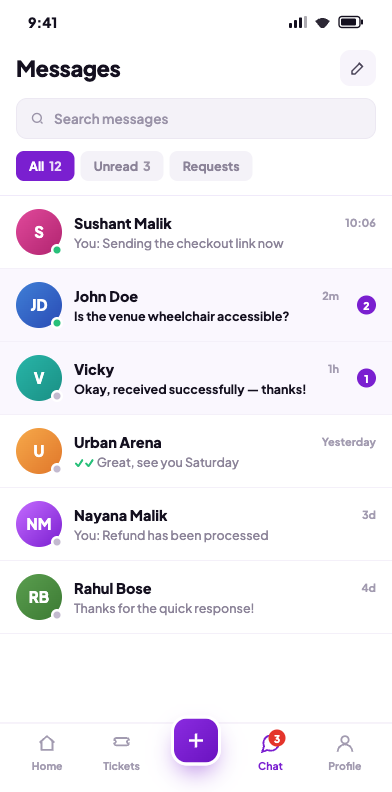 9:41
Messages
Search messages
All 12 Unread 3 Requests
S Sushant Malik 10:06
You: Sending the checkout link now
JD John Doe 2m
Is the venue wheelchair accessible? 2
V Vicky 1h
Okay, received successfully — thanks! 1
U Urban Arena Yesterday
Great, see you Saturday
NM Nayana Malik 3d
You: Refund has been processed
RB Rahul Bose 4d
Thanks for the quick response!
3
Home Tickets Chat Profile